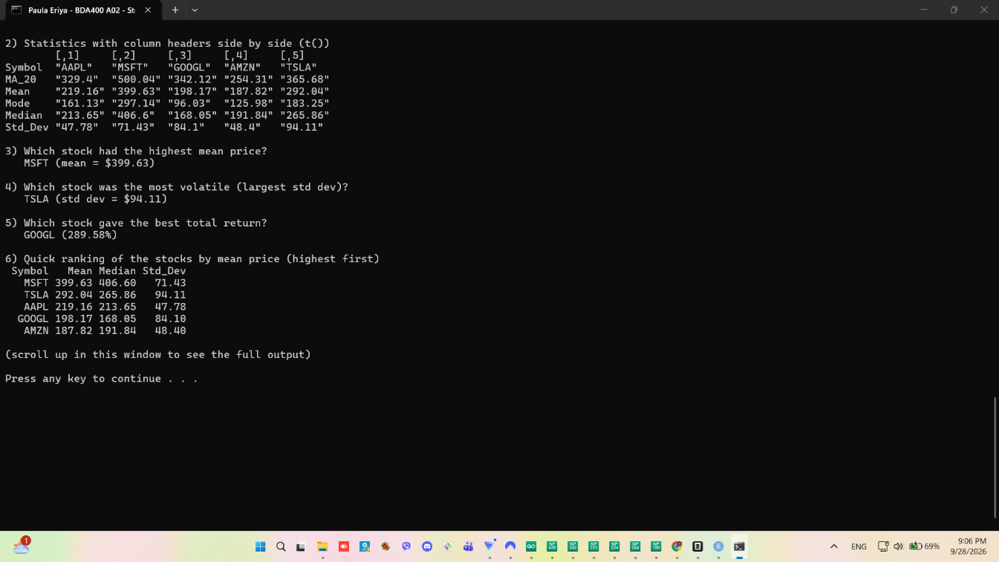 Paula Eriya - BDA400 A02 - St
2) Statistics with column headers side by side (t())
        [,1]     [,2]     [,3]     [,4]     [,5]
Symbol  "AAPL"   "MSFT"   "GOOGL"  "AMZN"   "TSLA"
MA_20   "329.4"  "500.04" "342.12" "254.31" "365.68"
Mean    "219.16" "399.63" "198.17" "187.82" "292.04"
Mode    "161.13" "297.14" "96.03"  "125.98" "183.25"
Median  "213.65" "406.6"  "168.05" "191.84" "265.86"
Std_Dev "47.78"  "71.43"  "84.1"   "48.4"   "94.11"
3) Which stock had the highest mean price?
   MSFT (mean = $399.63)
4) Which stock was the most volatile (largest std dev)?
   TSLA (std dev = $94.11)
5) Which stock gave the best total return?
   GOOGL (289.58%)
6) Quick ranking of the stocks by mean price (highest first)
 Symbol   Mean Median Std_Dev
   MSFT 399.63 406.60   71.43
   TSLA 292.04 265.86   94.11
   AAPL 219.16 213.65   47.78
  GOOGL 198.17 168.05   84.10
   AMZN 187.82 191.84   48.40
(scroll up in this window to see the full output)
Press any key to continue . . .
1
ENG
69%
9:06 PM
9/28/2026